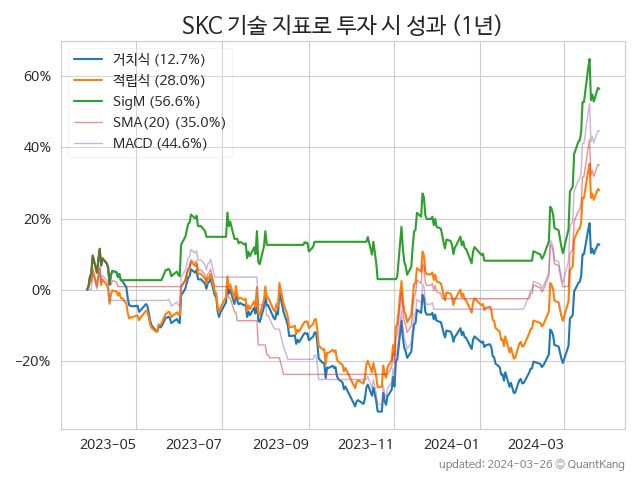 SKC 기술 지표로 투자 시 성과 (1년)
거치식 (12.7%)
적립식 (28.0%)
SigM (56.6%)
SMA(20) (35.0%)
MACD (44.6%)
60%
40%
20%
0%
−20%
2023-05 2023-07 2023-09 2023-11 2024-01 2024-03
updated: 2024-03-26 © QuantKang